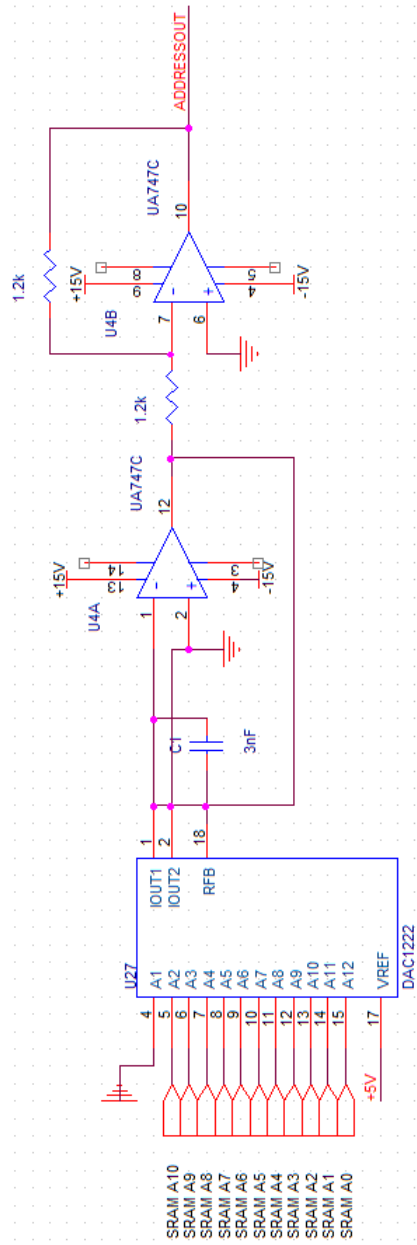 ADDRESSOUT
1.2k
UA747C
10
+15V
8
9
-
+
5
4
-15V
U4B
7
6
1.2k
UA747C
12
+15V
14
13
-
+
3
4
-15V
U4A
1
2
C1
3nF
1
2
18
IOUT1
IOUT2
RFB
U27
A1
A2
A3
A4
A5
A6
A7
A8
A9
A10
A11
A12
VREF
DAC1222
4
5
6
7
8
9
10
11
12
13
14
15
17
+5V
SRAM A10
SRAM A9
SRAM A8
SRAM A7
SRAM A6
SRAM A5
SRAM A4
SRAM A3
SRAM A2
SRAM A1
SRAM A0